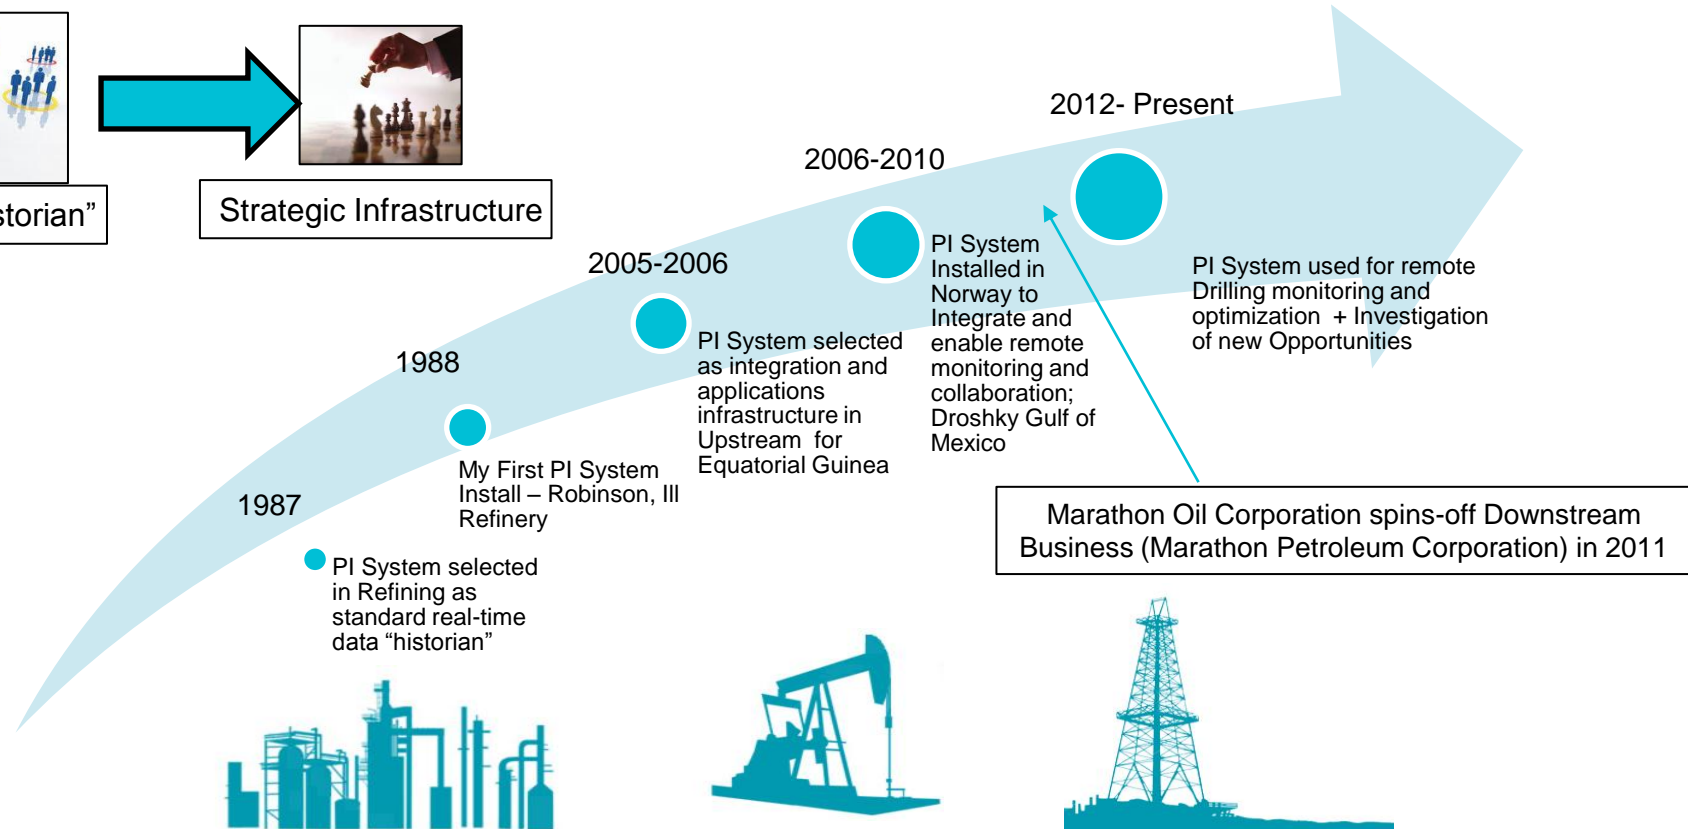 storian”
Strategic Infrastructure
1987
PI System selected
in Refining as
standard real-time
data “historian”
1988
My First PI System
Install – Robinson, Ill
Refinery
2005-2006
PI System selected
as integration and
applications
infrastructure in
Upstream for
Equatorial Guinea
2006-2010
PI System
Installed in
Norway to
Integrate and
enable remote
monitoring and
collaboration;
Droshky Gulf of
Mexico
2012- Present
PI System used for remote
Drilling monitoring and
optimization + Investigation
of new Opportunities
Marathon Oil Corporation spins-off Downstream
Business (Marathon Petroleum Corporation) in 2011